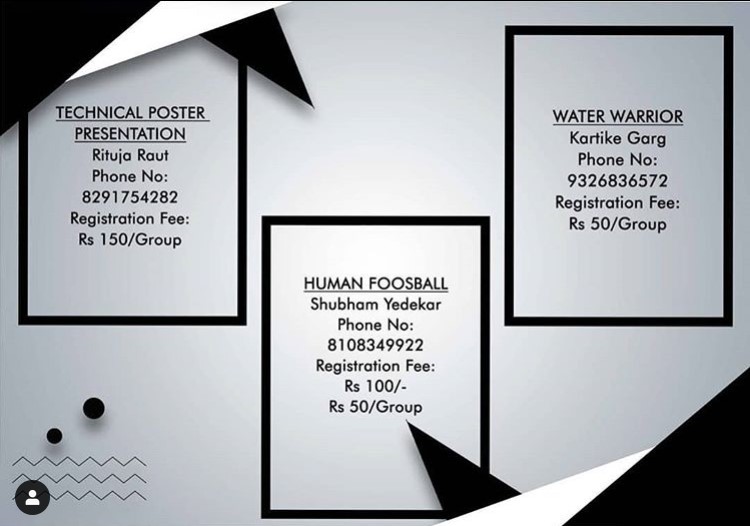 TECHNICAL POSTER
PRESENTATION
Rituja Raut
Phone No:
8291754282
Registration Fee:
Rs 150/Group
HUMAN FOOSBALL
Shubham Yedekar
Phone No:
8108349922
Registration Fee:
Rs 100/-
Rs 50/Group
WATER WARRIOR
Kartike Garg
Phone No:
9326836572
Registration Fee:
Rs 50/Group